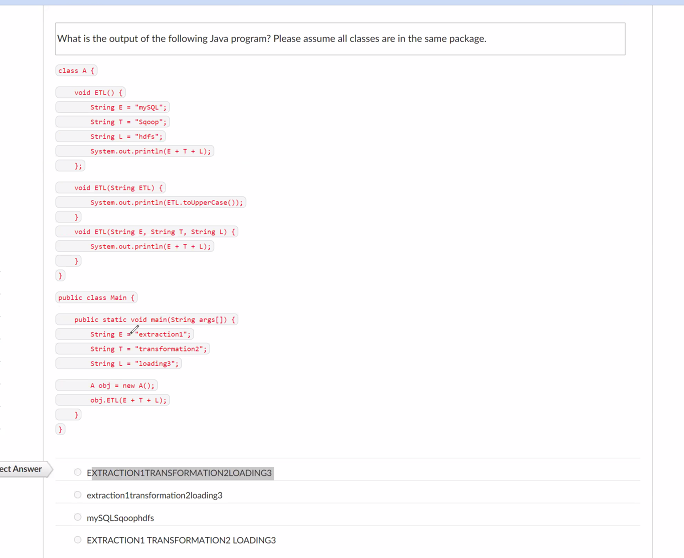 What is the output of the following Java program? Please assume all classes are in the same package.
class A {
void ETL() {
String E = "mySQL";
String T = "Sqoop";
String L = "hdfs";
System.out.println(E + T + L);
};
void ETL(String ETL) {
System.out.println(ETL.toUpperCase());
}
void ETL(String E, String T, String L) {
System.out.println(E + T + L);
}
}
public class Main {
public static void main(String args[]) {
String E = "extraction1";
String T = "transformation2";
String L = "loading3";
A obj = new A();
obj.ETL(E + T + L);
}
}
ect Answer
EXTRACTION1TRANSFORMATION2LOADING3
extraction1transformation2loading3
mySQLSqoophdfs
EXTRACTION1 TRANSFORMATION2 LOADING3